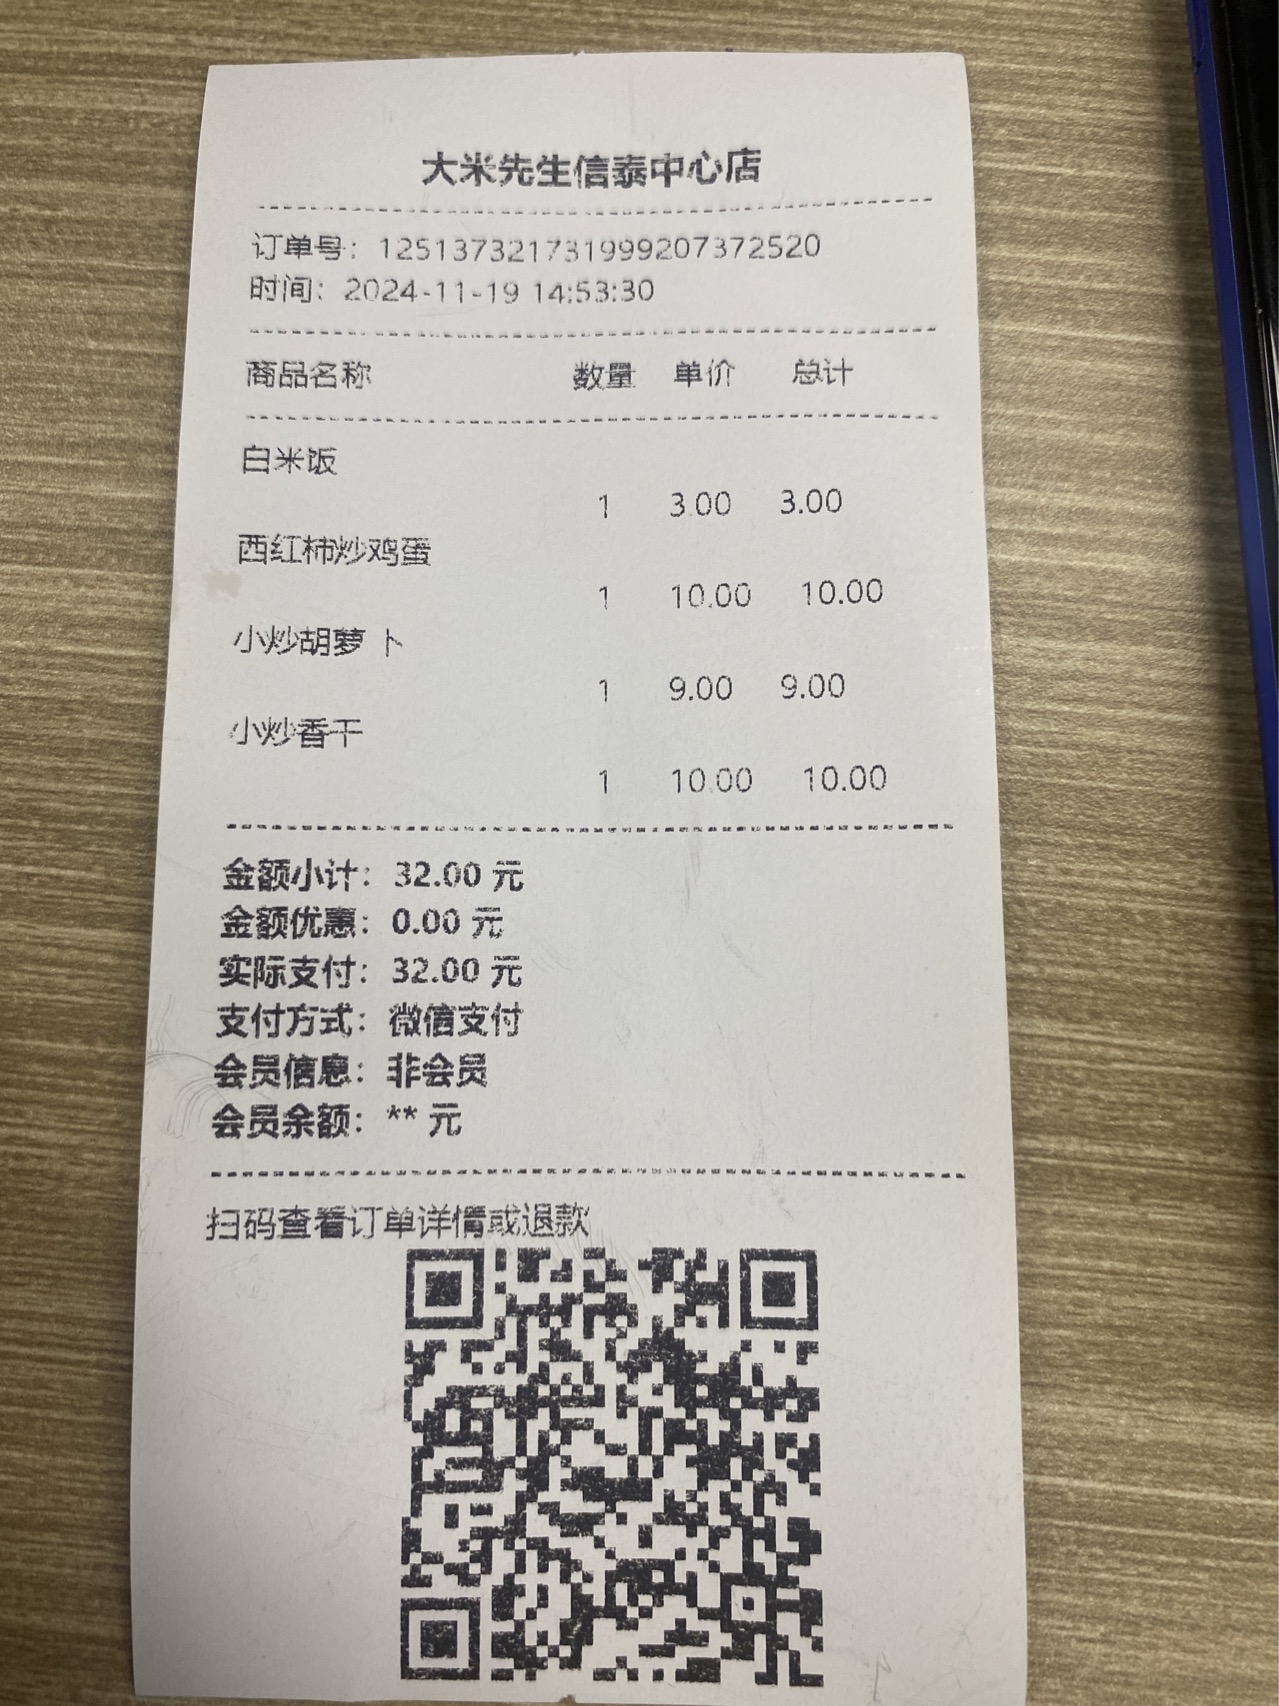 大米先生信泰中心店
订单号：125137321731999207372520
时间：2024-11-19 14:53:30
商品名称 数量 单价 总计
白米饭
1 3.00 3.00
西红柿炒鸡蛋
1 10.00 10.00
小炒胡萝卜
1 9.00 9.00
小炒香干
1 10.00 10.00
金额小计：32.00 元
金额优惠：0.00 元
实际支付：32.00 元
支付方式：微信支付
会员信息：非会员
会员余额：** 元
扫码查看订单详情或退款